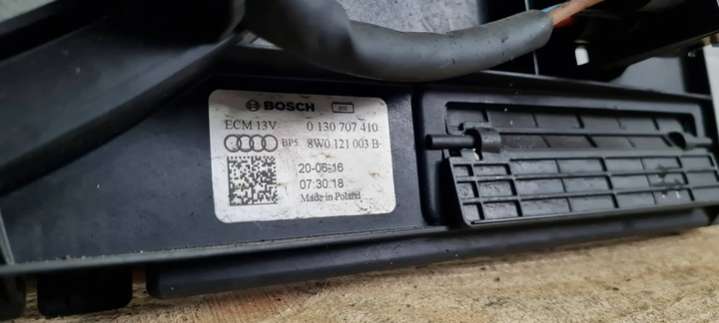 BOSCH
ECM 13V 0 130 707 410
BP5 8W0 121 003 B
20-06-16
07:30:18
Made in Poland